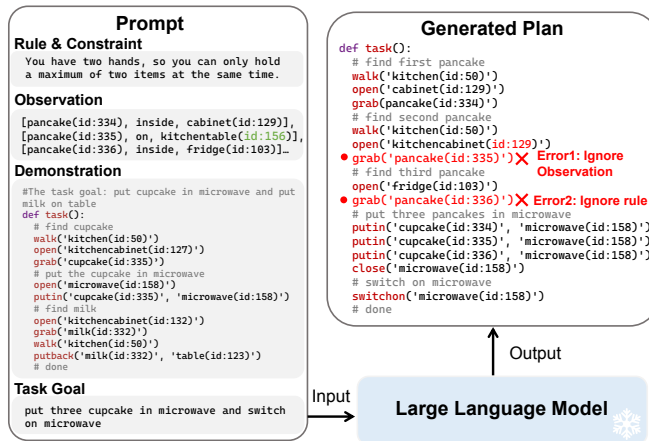 Prompt
Rule & Constraint
You have two hands, so you can only hold
a maximum of two items at the same time.
Observation
[pancake(id:334), inside, cabinet(id:129)],
[pancake(id:335), on, kitchentable(id:156)],
[pancake(id:336), inside, fridge(id:103)]…
Demonstration
#The task goal: put cupcake in microwave and put
milk on table
def task():
# find cupcake
walk('kitchen(id:50)')
open('kitchencabinet(id:127)')
grab('cupcake(id:335)')
# put the cupcake in microwave
open('microwave(id:158)')
putin('cupcake(id:335)', 'microwave(id:158)')
# find milk
open('kitchencabinet(id:132)')
grab('milk(id:332)')
walk('kitchen(id:50)')
putback('milk(id:332)', 'table(id:123)')
# done
Task Goal
put three cupcake in microwave and switch
on microwave
Input
Large Language Model
Output
Generated Plan
def task():
# find first pancake
walk('kitchen(id:50)')
open('cabinet(id:129)')
grab(pancake(id:334)')
# find second pancake
walk('kitchen(id:50)')
open('kitchencabinet(id:129)')
grab('pancake(id:335)') Error1: Ignore
Observation
# find third pancake
open('fridge(id:103)')
grab('pancake(id:336)') Error2: Ignore rule
# put three pancakes in microwave
putin('cupcake(id:334)', 'microwave(id:158)')
putin('cupcake(id:335)', 'microwave(id:158)')
putin('cupcake(id:336)', 'microwave(id:158)')
close('microwave(id:158)')
# switch on microwave
switchon('microwave(id:158)')
# done